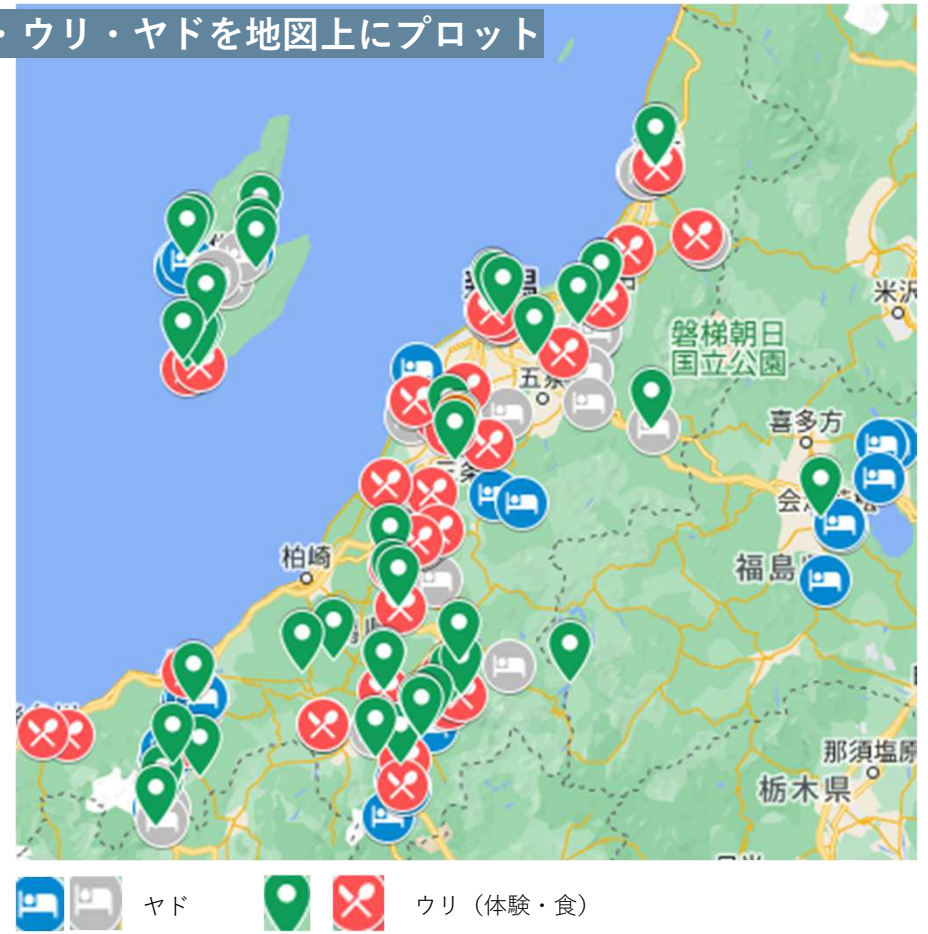 ・ウリ・ヤドを地図上にプロット
米沢
磐梯朝日
国立公園
五泉
喜多方
三条
柏崎
福島県
那須塩原
栃木県
ヤド
ウリ（体験・食）